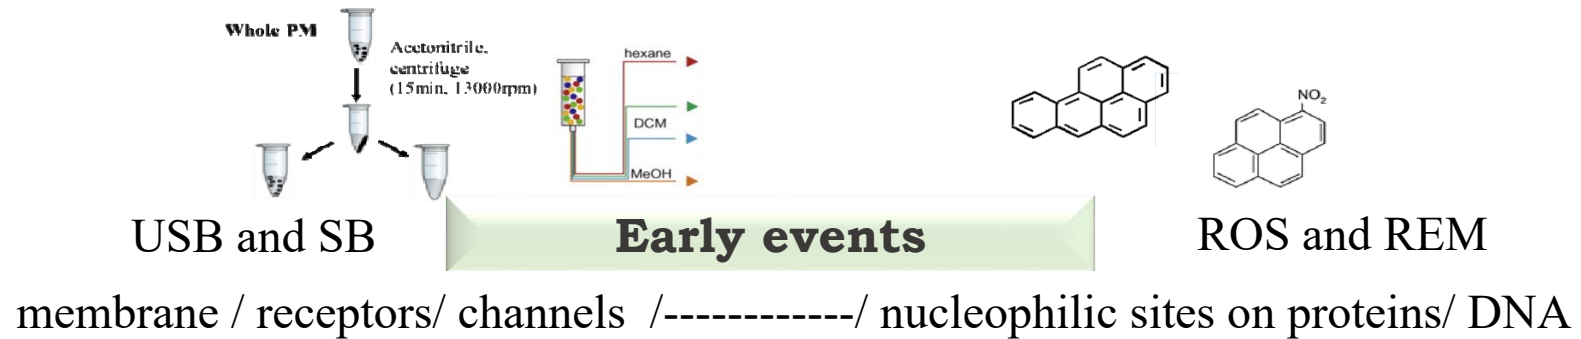 Whole PM
Acetonitrile,
centrifuge
(15min, 13000rpm)
hexane
DCM
MeOH
NO2
USB and SB
Early events
ROS and REM
membrane / receptors/ channels /------------/ nucleophilic sites on proteins/ DNA